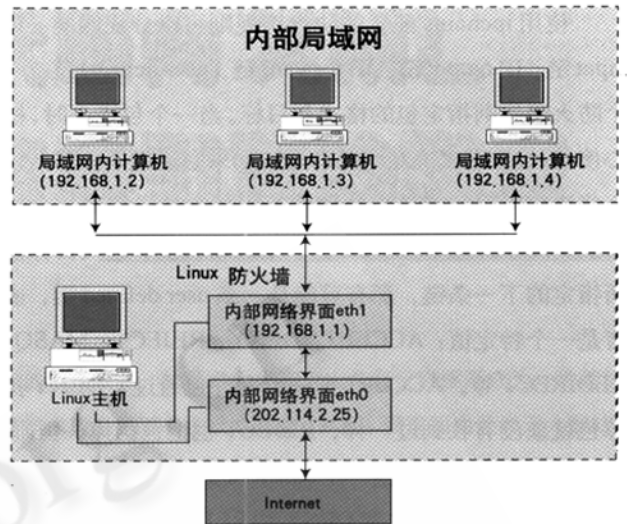 内部局域网
局域网内计算机
(192.168.1.2)
局域网内计算机
(192.168.1.3)
局域网内计算机
(192.168.1.4)
Linux 防火墙
内部网络界面eth1
(192.168.1.1)
Linux主机
内部网络界面eth0
(202.114.2.25)
Internet